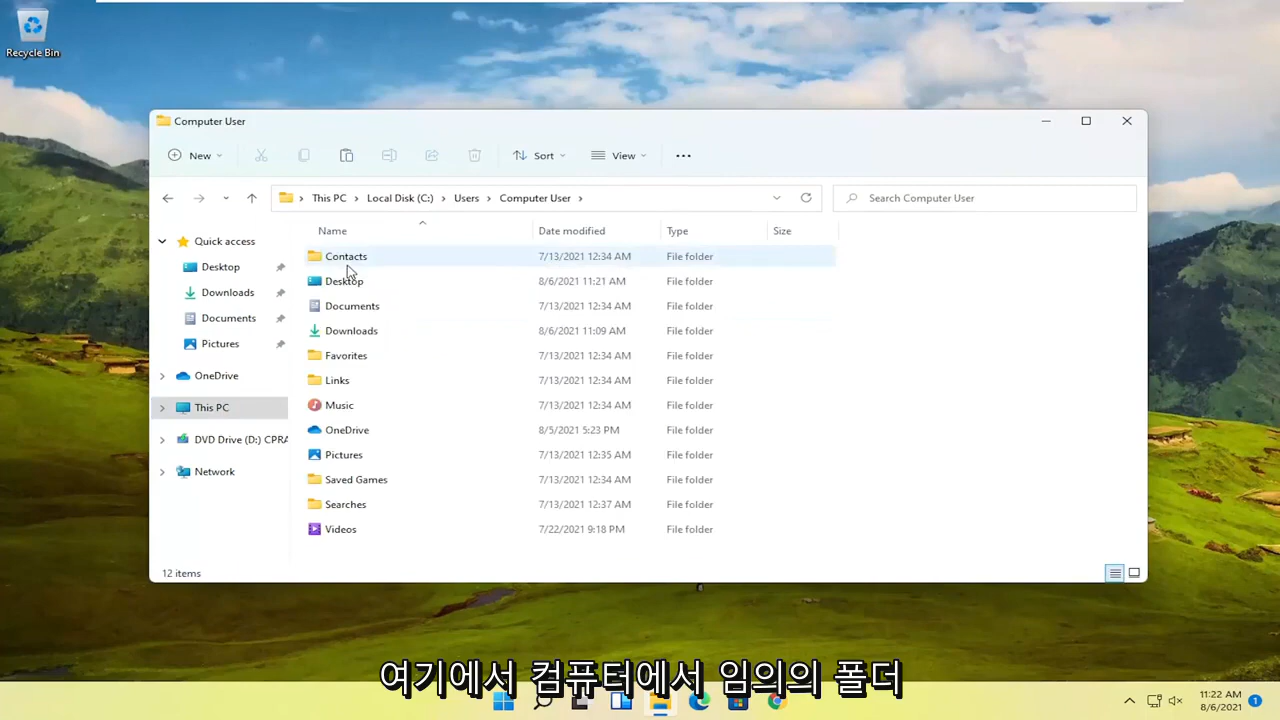 Recycle Bin
Computer User
New
Sort
View
This PC
Local Disk (C:)
Users
Computer User
Search Computer User
Name
Date modified
Type
Size
Quick access
Desktop
Downloads
Documents
Pictures
OneDrive
This PC
DVD Drive (D:) CPRA
Network
Contacts 7/13/2021 12:34 AM File folder
Desktop 8/6/2021 11:21 AM File folder
Documents 7/13/2021 12:34 AM File folder
Downloads 8/6/2021 11:09 AM File folder
Favorites 7/13/2021 12:34 AM File folder
Links 7/13/2021 12:34 AM File folder
Music 7/13/2021 12:34 AM File folder
OneDrive 8/5/2021 5:23 PM File folder
Pictures 7/13/2021 12:35 AM File folder
Saved Games 7/13/2021 12:34 AM File folder
Searches 7/13/2021 12:37 AM File folder
Videos 7/22/2021 9:18 PM File folder
12 items
여기에서 컴퓨터에서 임의의 폴더
11:22 AM
8/6/2021
1